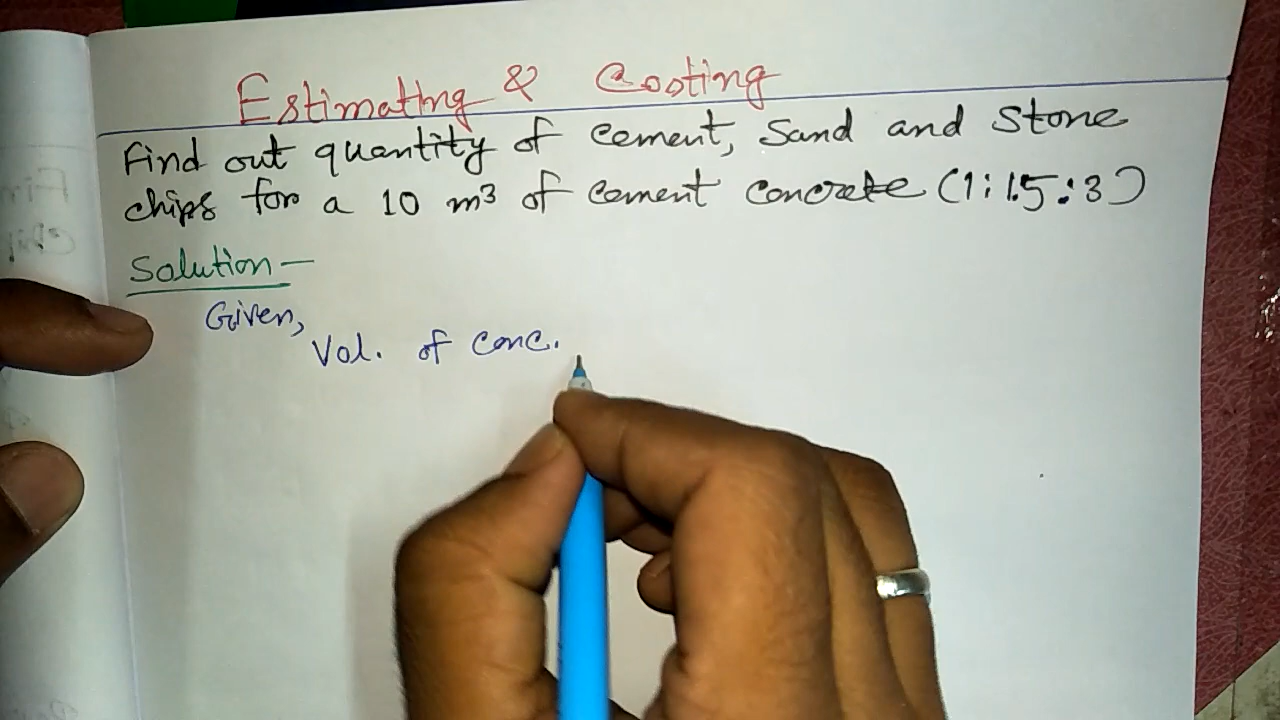 Estimating & Costing
Find out quantity of cement, sand and stone
chips for a 10 m³ of cement concrete (1:1.5:3)
Solution —
Given,
Vol. of conc.